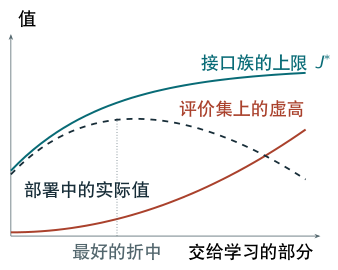 值
接口族的上限 J*
评价集上的虚高
部署中的实际值
最好的折中
交给学习的部分